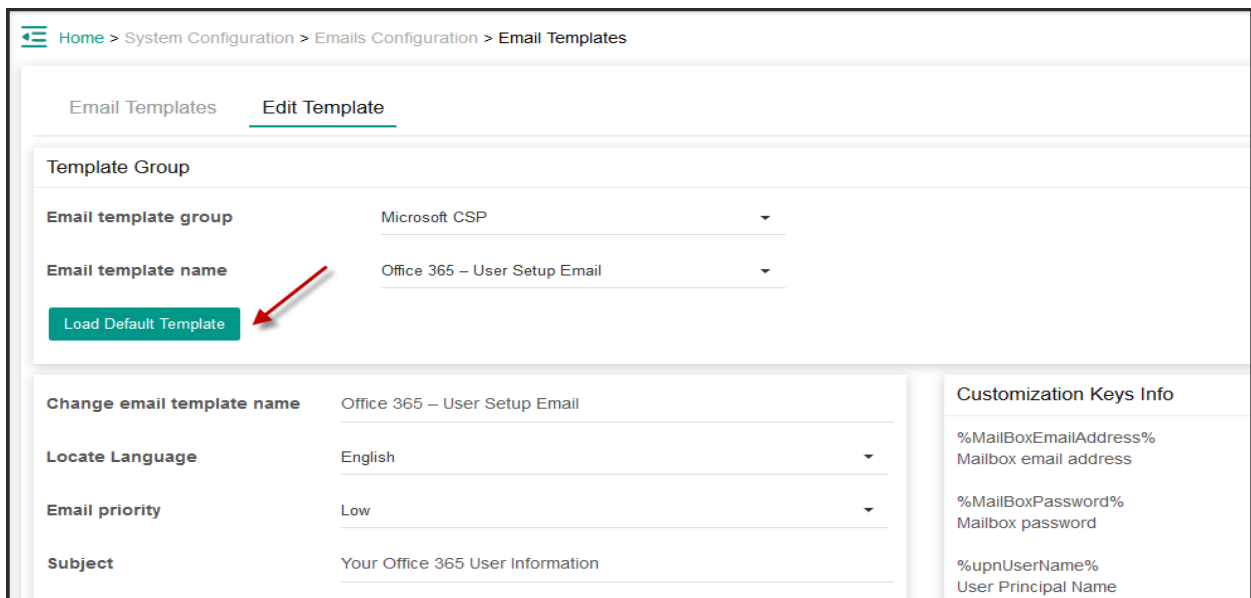 Home > System Configuration > Emails Configuration > Email Templates
Email Templates Edit Template
Template Group
Email template group Microsoft CSP
Email template name Office 365 – User Setup Email
Load Default Template
Change email template name Office 365 – User Setup Email
Locate Language English
Email priority Low
Subject Your Office 365 User Information
Customization Keys Info
%MailBoxEmailAddress%
Mailbox email address
%MailBoxPassword%
Mailbox password
%upnUserName%
User Principal Name